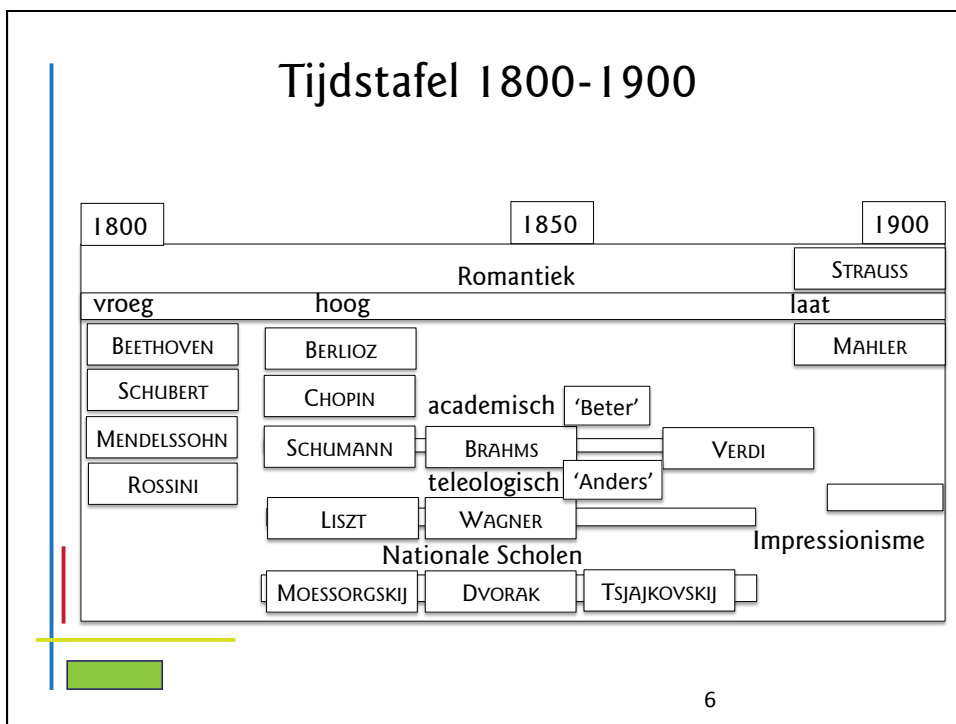 Tijdstafel 1800-1900
1800 1850 1900
Romantiek STRAUSS
vroeg hoog laat
BEETHOVEN BERLIOZ MAHLER
SCHUBERT CHOPIN
academisch ‘Beter’
MENDELSSOHN SCHUMANN BRAHMS VERDI
ROSSINI teleologisch ‘Anders’
LISZT WAGNER
Impressionisme
Nationale Scholen
MOESSORGSKIJ DVORAK TSJAJKOVSKIJ
6